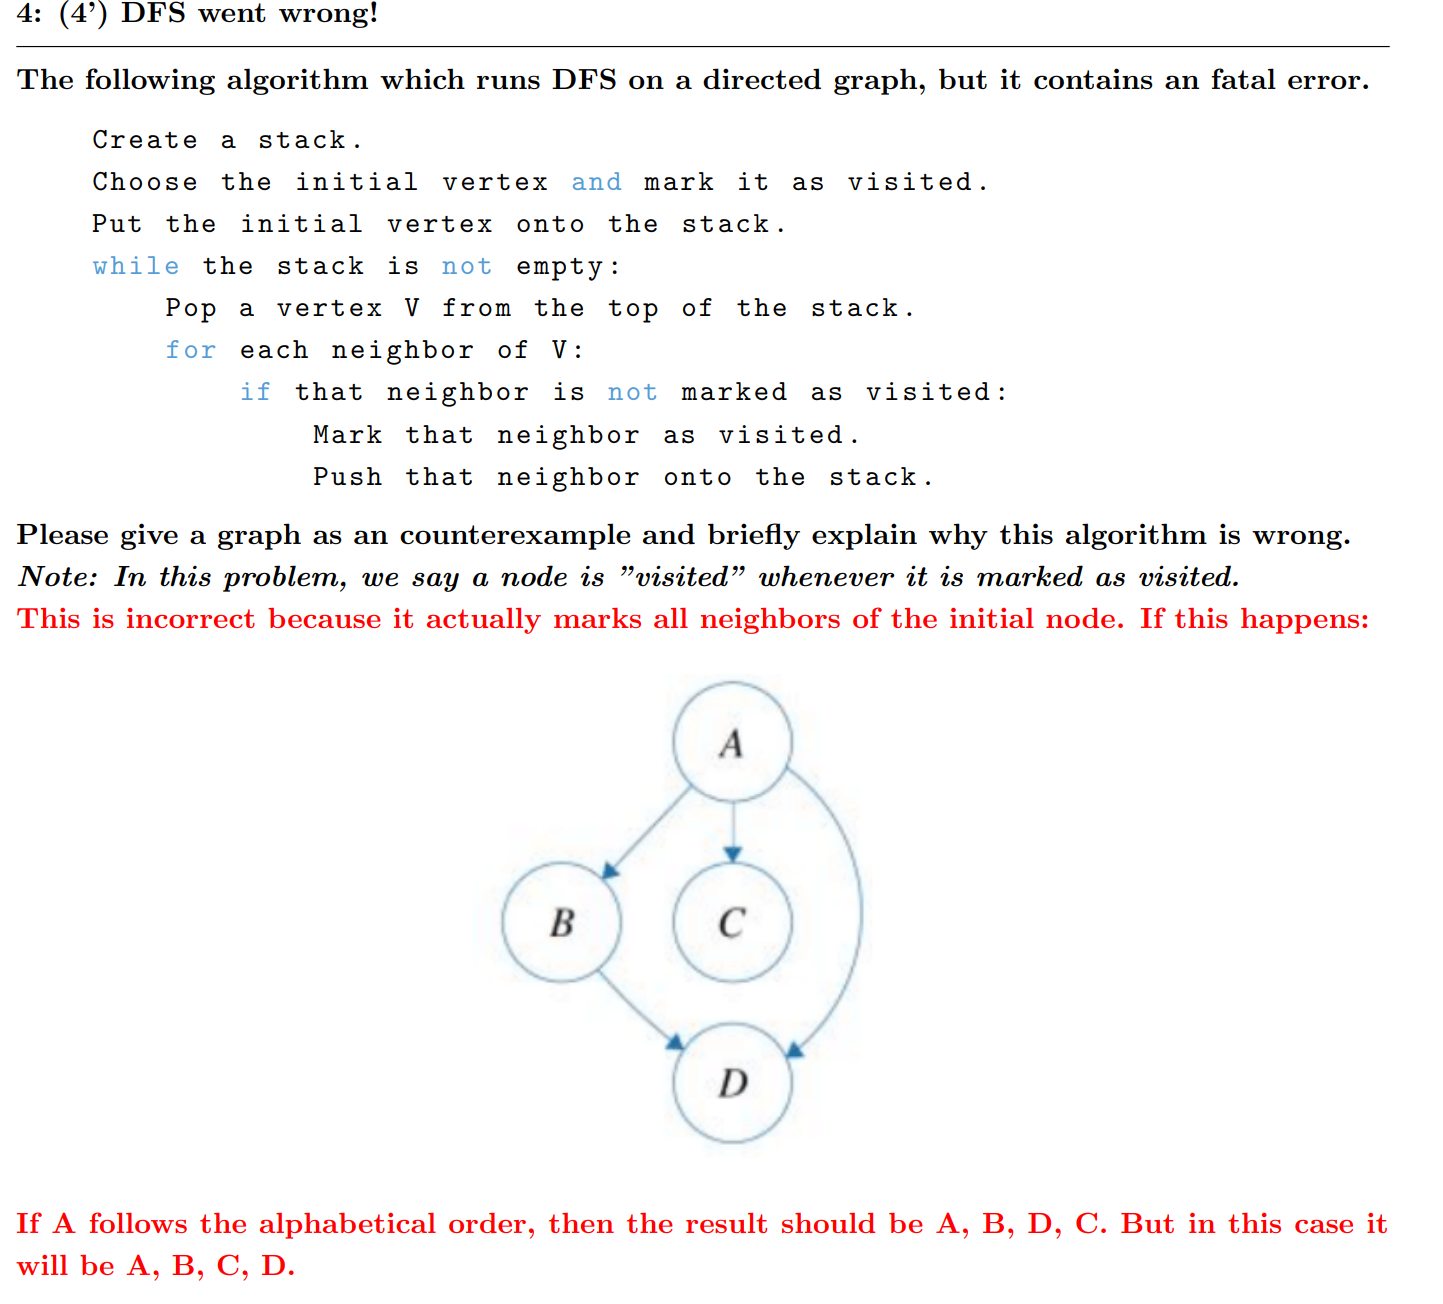 4: (4’) DFS went wrong!
The following algorithm which runs DFS on a directed graph, but it contains an fatal error.
Create a stack.
Choose the initial vertex and mark it as visited.
Put the initial vertex onto the stack.
while the stack is not empty:
Pop a vertex V from the top of the stack.
for each neighbor of V:
if that neighbor is not marked as visited:
Mark that neighbor as visited.
Push that neighbor onto the stack.
Please give a graph as an counterexample and briefly explain why this algorithm is wrong.
Note: In this problem, we say a node is ”visited” whenever it is marked as visited.
This is incorrect because it actually marks all neighbors of the initial node. If this happens:
A
B C
D
If A follows the alphabetical order, then the result should be A, B, D, C. But in this case it
will be A, B, C, D.